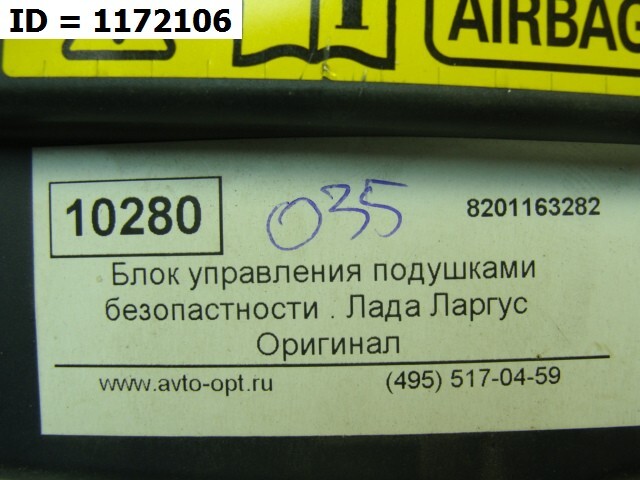 ID = 1172106
AIRBAG
10280
035
8201163282
Блок управления подушками
безопастности . Лада Ларгус
Оригинал
www.avto-opt.ru (495) 517-04-59